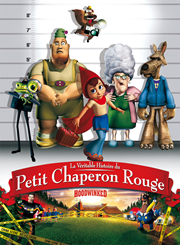 La Véritable Histoire du
Petit Chaperon Rouge
HOODWINKED